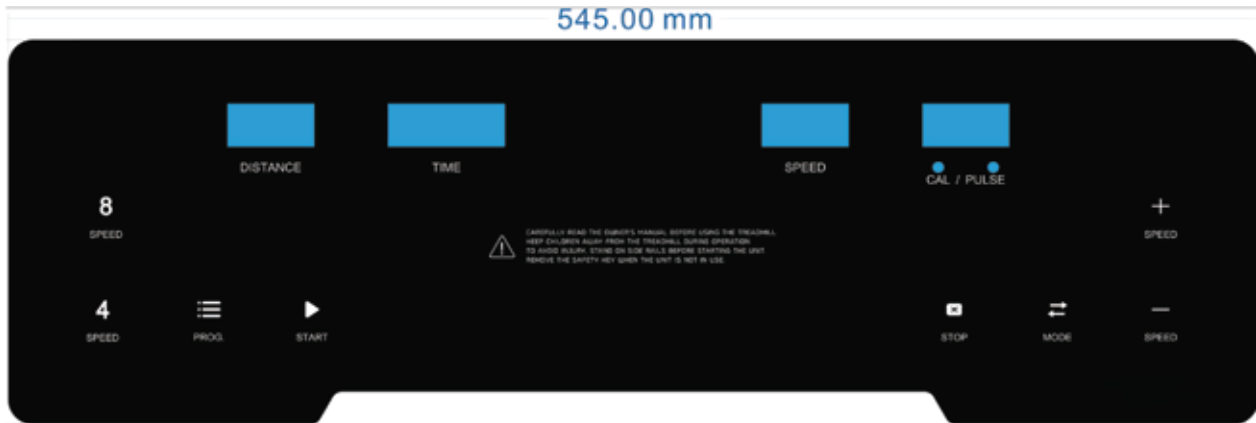 545.00 mm
DISTANCE
TIME
SPEED
CAL / PULSE
8
SPEED
+
SPEED
CAREFULLY READ THE OWNER'S MANUAL BEFORE USING THE TREADMILL
KEEP CHILDREN AWAY FROM THE TREADMILL DURING OPERATION
TO AVOID INJURY, STAND ON SIDE RAILS BEFORE STARTING THE UNIT
REMOVE THE SAFETY KEY WHEN THE UNIT IS NOT IN USE.
4
SPEED
PROG.
START
STOP
MODE
—
SPEED